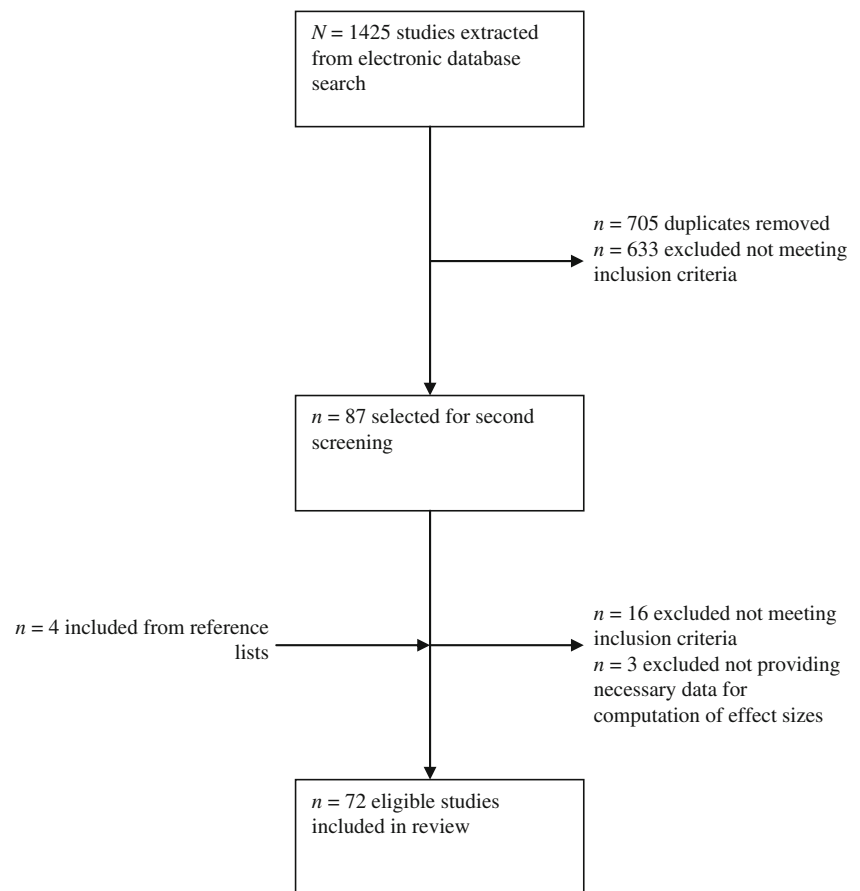 N = 1425 studies extracted
from electronic database
search
n = 705 duplicates removed
n = 633 excluded not meeting
inclusion criteria
n = 87 selected for second
screening
n = 4 included from reference
lists
n = 16 excluded not meeting
inclusion criteria
n = 3 excluded not providing
necessary data for
computation of effect sizes
n = 72 eligible studies
included in review